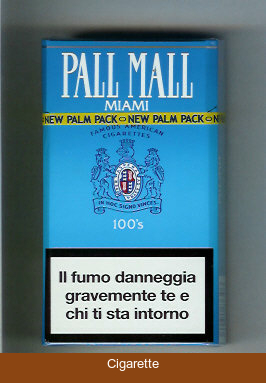 PALL MALL
MIAMI
NEW PALM PACK NEW PALM PACK N
FAMOUS AMERICAN
CIGARETTES
IN HOC SIGNO VINCES
100's
Il fumo danneggia
gravemente te e
chi ti sta intorno
Cigarette